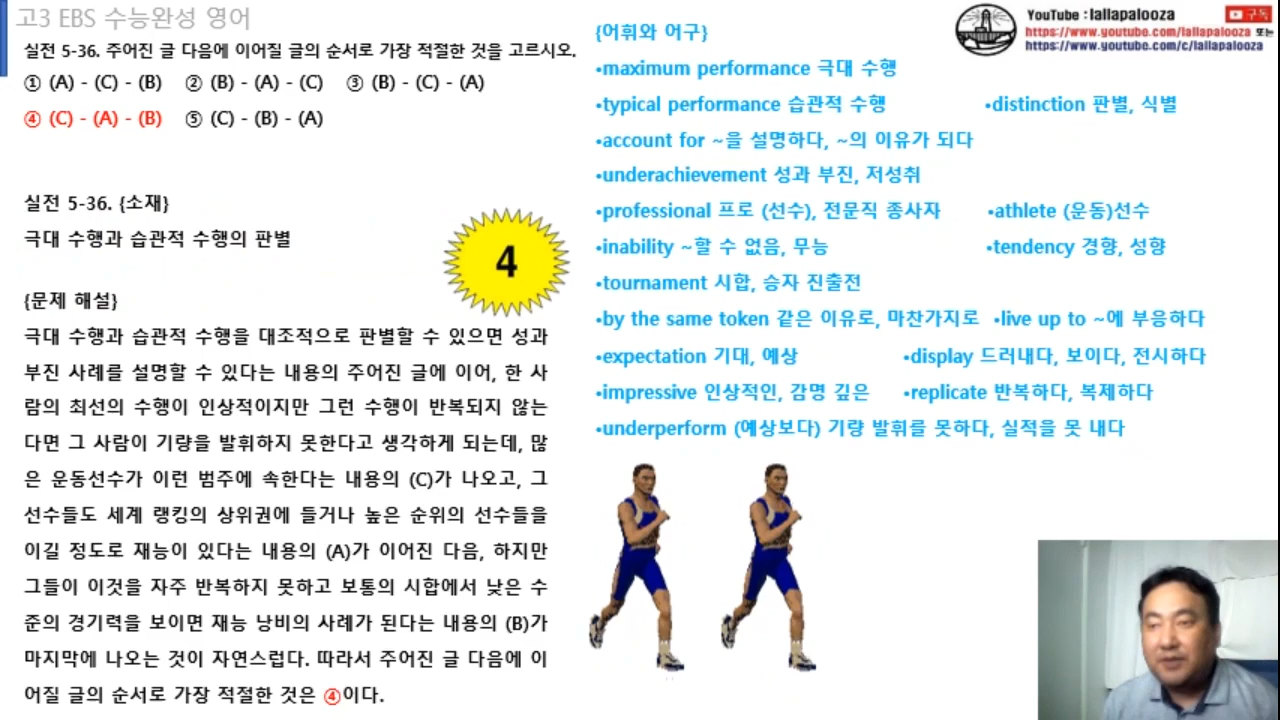 고3 EBS 수능완성 영어
실전 5-36. 주어진 글 다음에 이어질 글의 순서로 가장 적절한 것을 고르시오.
① (A) - (C) - (B) ② (B) - (A) - (C) ③ (B) - (C) - (A)
④ (C) - (A) - (B) ⑤ (C) - (B) - (A)
실전 5-36. {소재}
극대 수행과 습관적 수행의 판별
4
{문제 해설}
극대 수행과 습관적 수행을 대조적으로 판별할 수 있으면 성과
부진 사례를 설명할 수 있다는 내용의 주어진 글에 이어, 한 사
람의 최선의 수행이 인상적이지만 그런 수행이 반복되지 않는
다면 그 사람이 기량을 발휘하지 못한다고 생각하게 되는데, 많
은 운동선수가 이런 범주에 속한다는 내용의 (C)가 나오고, 그
선수들도 세계 랭킹의 상위권에 들거나 높은 순위의 선수들을
이길 정도로 재능이 있다는 내용의 (A)가 이어진 다음, 하지만
그들이 이것을 자주 반복하지 못하고 보통의 시합에서 낮은 수
준의 경기력을 보이면 재능 낭비의 사례가 된다는 내용의 (B)가
마지막에 나오는 것이 자연스럽다. 따라서 주어진 글 다음에 이
어질 글의 순서로 가장 적절한 것은 ④이다.
{어휘와 어구}
•maximum performance 극대 수행
•typical performance 습관적 수행 •distinction 판별, 식별
•account for ~을 설명하다, ~의 이유가 되다
•underachievement 성과 부진, 저성취
•professional 프로 (선수), 전문직 종사자 •athlete (운동)선수
•inability ~할 수 없음, 무능 •tendency 경향, 성향
•tournament 시합, 승자 진출전
•by the same token 같은 이유로, 마찬가지로 •live up to ~에 부응하다
•expectation 기대, 예상 •display 드러내다, 보이다, 전시하다
•impressive 인상적인, 감명 깊은 •replicate 반복하다, 복제하다
•underperform (예상보다) 기량 발휘를 못하다, 실적을 못 내다
YouTube : lallapalooza 구독
https://www.youtube.com/lallapalooza 또는
https://www.youtube.com/c/lallapalooza